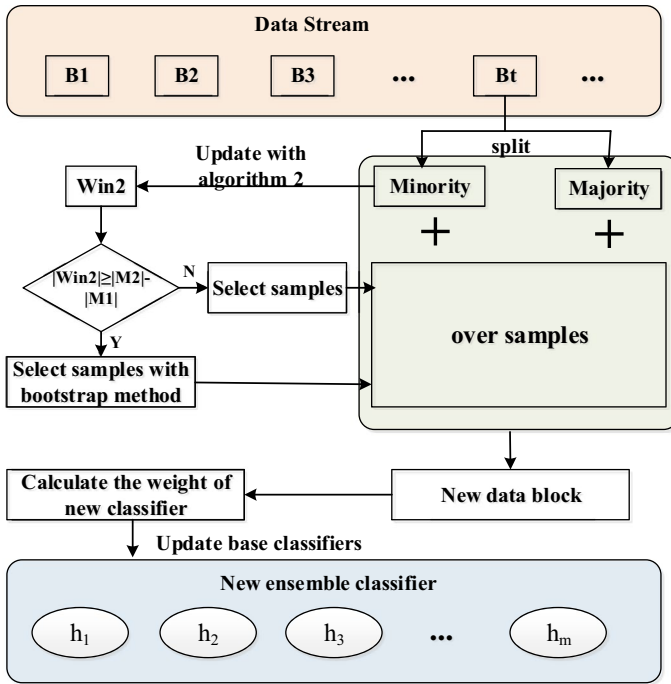 Data Stream
B1 B2 B3 ... Bt ...
split
Update with
algorithm 2
Win2
Minority
Majority
+ +
|Win2|≥|M2|-
|M1|
N
Select samples
over samples
Y
Select samples with
bootstrap method
Calculate the weight of
new classifier
New data block
Update base classifiers
New ensemble classifier
h1 h2 h3 ... hm